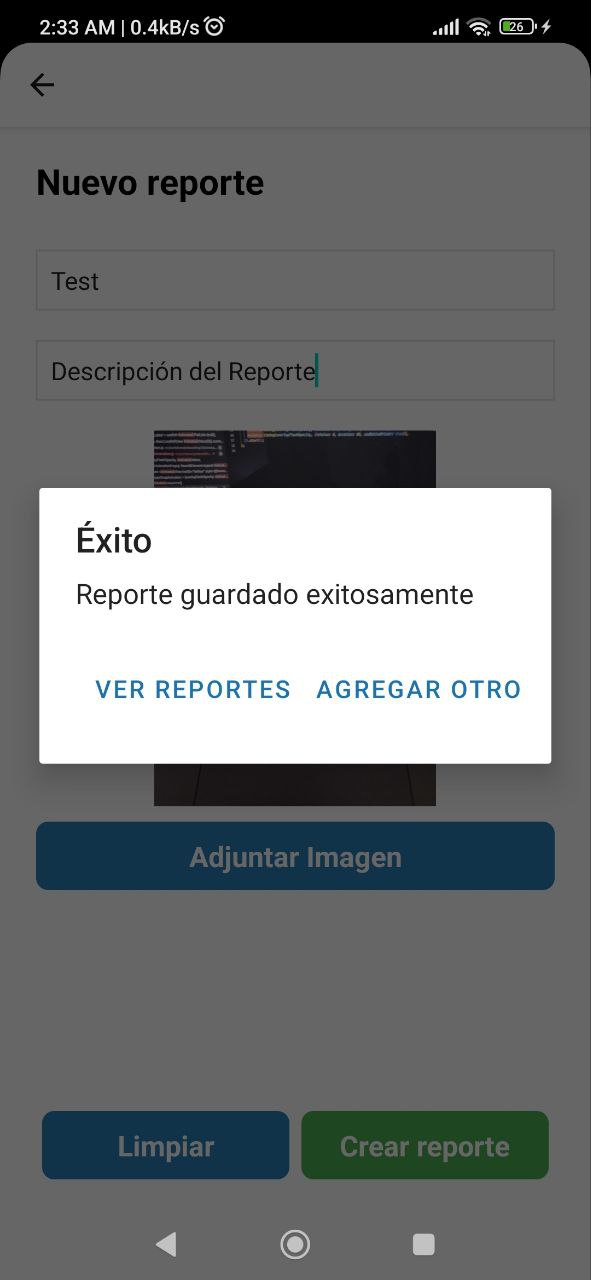 2:33 AM | 0.4kB/s
26
Nuevo reporte
Test
Descripción del Reporte
Éxito
Reporte guardado exitosamente
VER REPORTES AGREGAR OTRO
Adjuntar Imagen
Limpiar Crear reporte